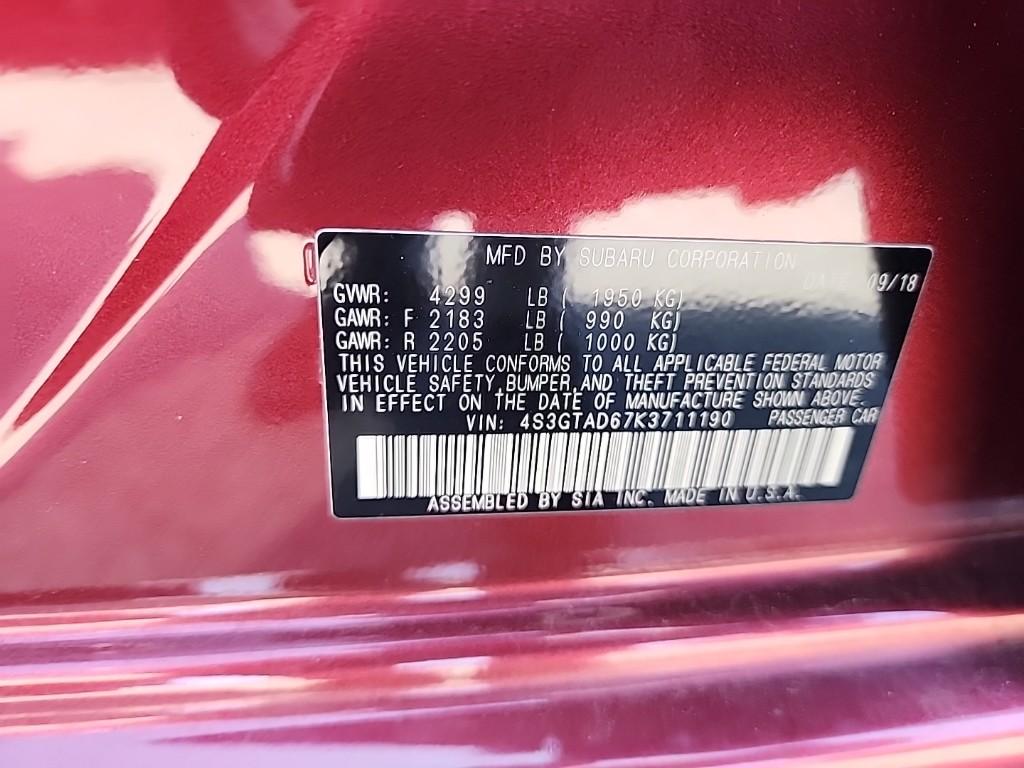 MFD BY SUBARU CORPORATION
DATE 09/18
GVWR: 4299 LB ( 1950 KG)
GAWR: F 2183 LB ( 990 KG)
GAWR: R 2205 LB ( 1000 KG)
THIS VEHICLE CONFORMS TO ALL APPLICABLE FEDERAL MOTOR
VEHICLE SAFETY,BUMPER,AND THEFT PREVENTION STANDARDS
IN EFFECT ON THE DATE OF MANUFACTURE SHOWN ABOVE.
VIN: 4S3GTAD67K3711190 PASSENGER CAR
ASSEMBLED BY SIA INC. MADE IN U.S.A.